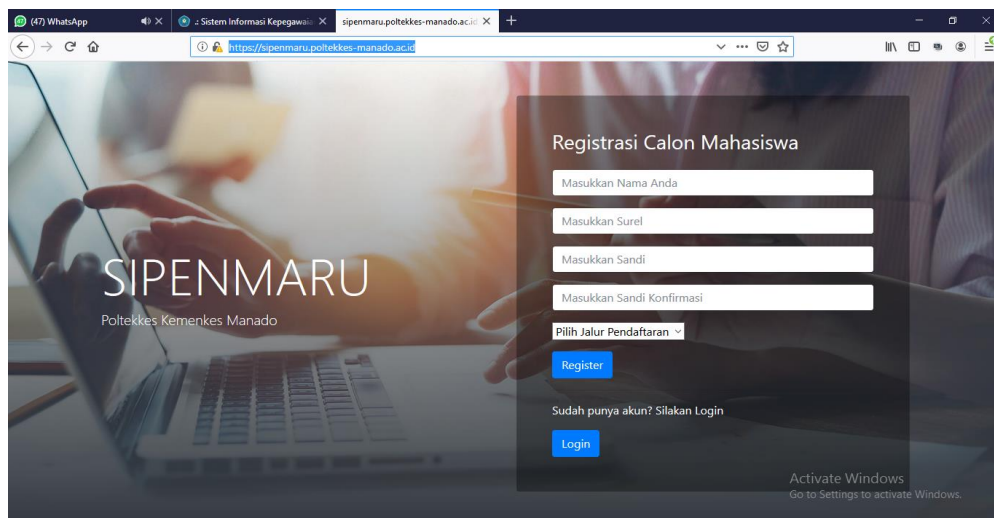 (47) WhatsApp
.: Sistem Informasi Kepegawaia
sipenmaru.poltekkes-manado.ac.id
https://sipenmaru.poltekkes-manado.ac.id
SIPENMARU
Poltekkes Kemenkes Manado
Registrasi Calon Mahasiswa
Masukkan Nama Anda
Masukkan Surel
Masukkan Sandi
Masukkan Sandi Konfirmasi
Pilih Jalur Pendaftaran
Register
Sudah punya akun? Silakan Login
Login
Activate Windows
Go to Settings to activate Windows.